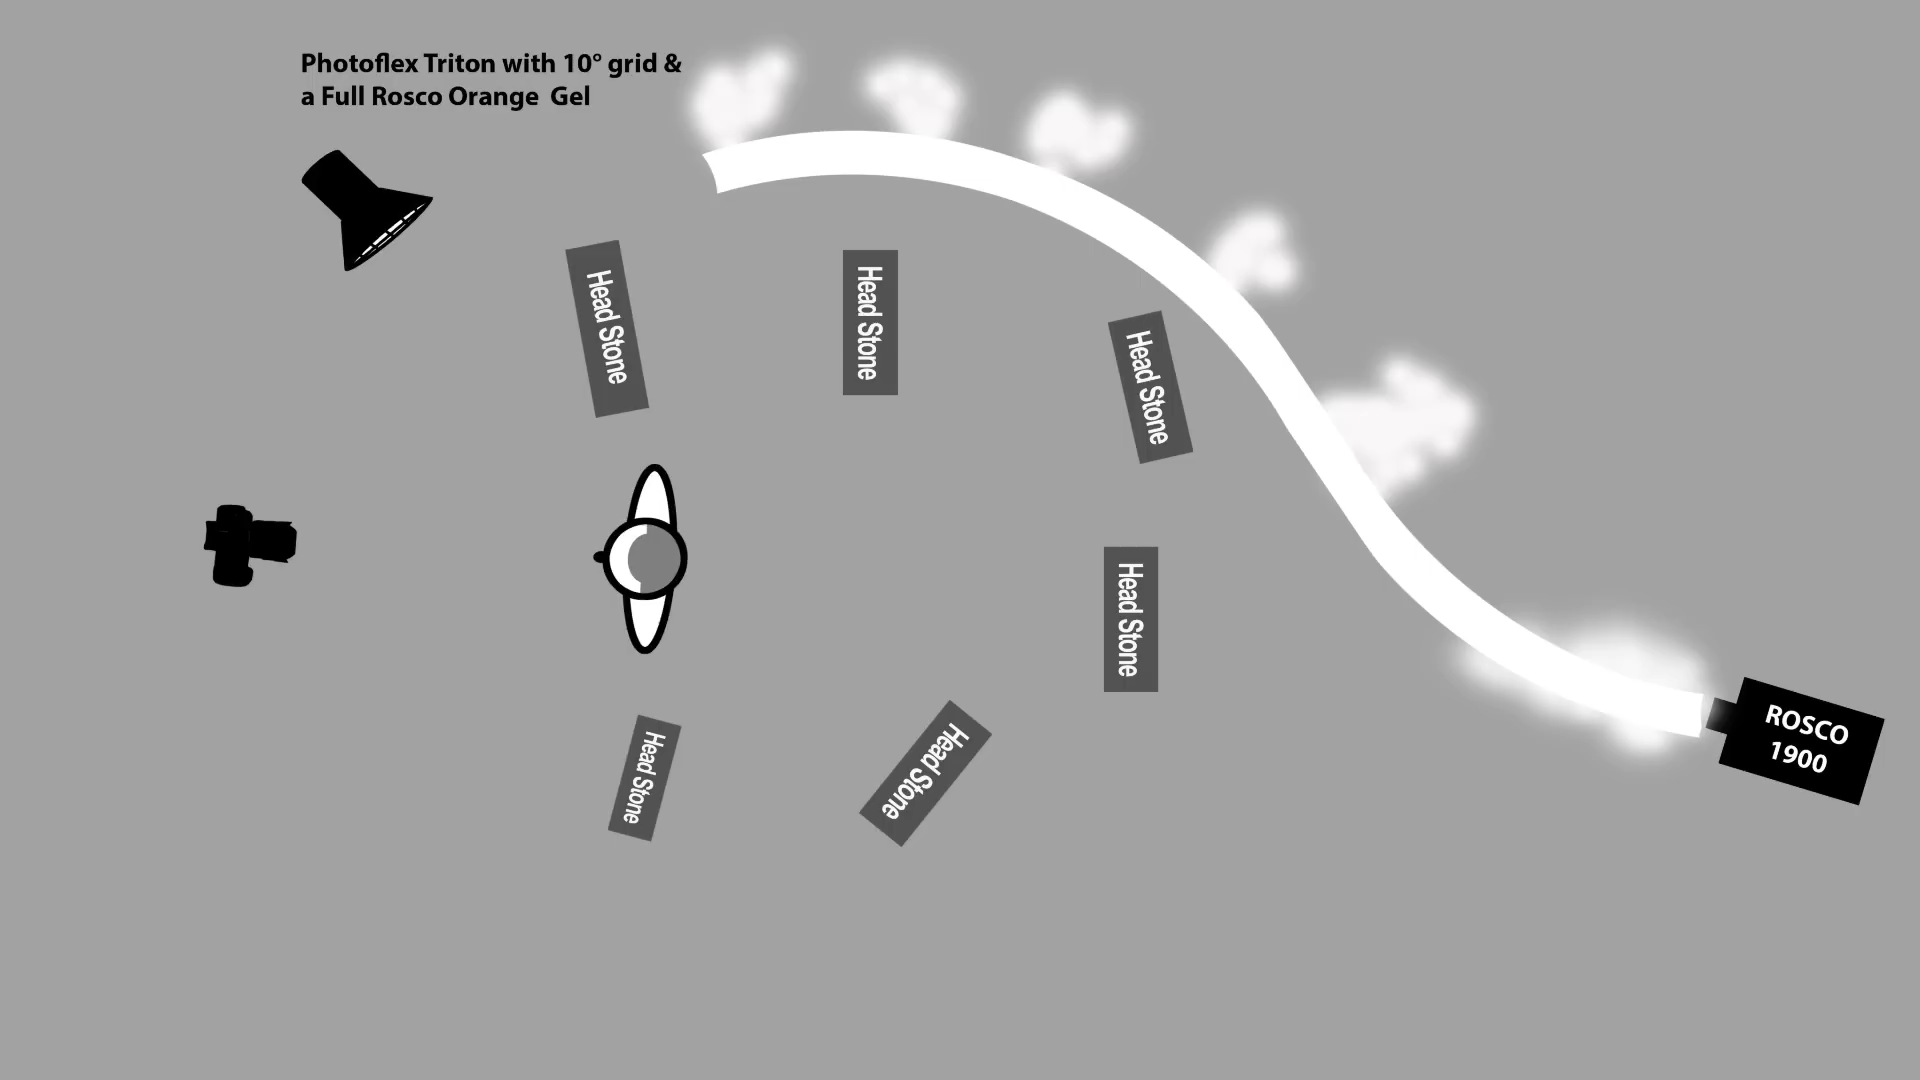 Photoflex Triton with 10° grid &
a Full Rosco Orange Gel
Head Stone
Head Stone
Head Stone
Head Stone
Head Stone
Head Stone
ROSCO
1900